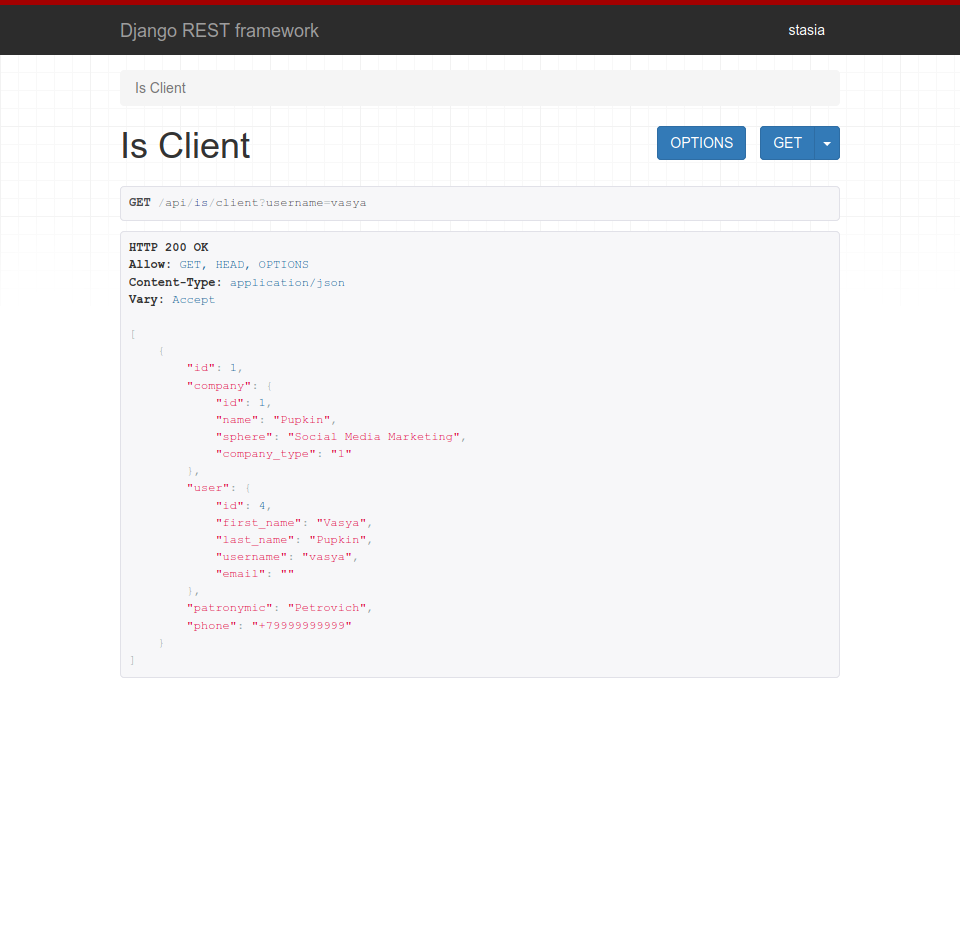 Django REST framework
stasia
Is Client
Is Client
OPTIONS
GET
GET /api/is/client?username=vasya
HTTP 200 OK
Allow: GET, HEAD, OPTIONS
Content-Type: application/json
Vary: Accept
[
    {
        "id": 1,
        "company": {
            "id": 1,
            "name": "Pupkin",
            "sphere": "Social Media Marketing",
            "company_type": "1"
        },
        "user": {
            "id": 4,
            "first_name": "Vasya",
            "last_name": "Pupkin",
            "username": "vasya",
            "email": ""
        },
        "patronymic": "Petrovich",
        "phone": "+79999999999"
    }
]